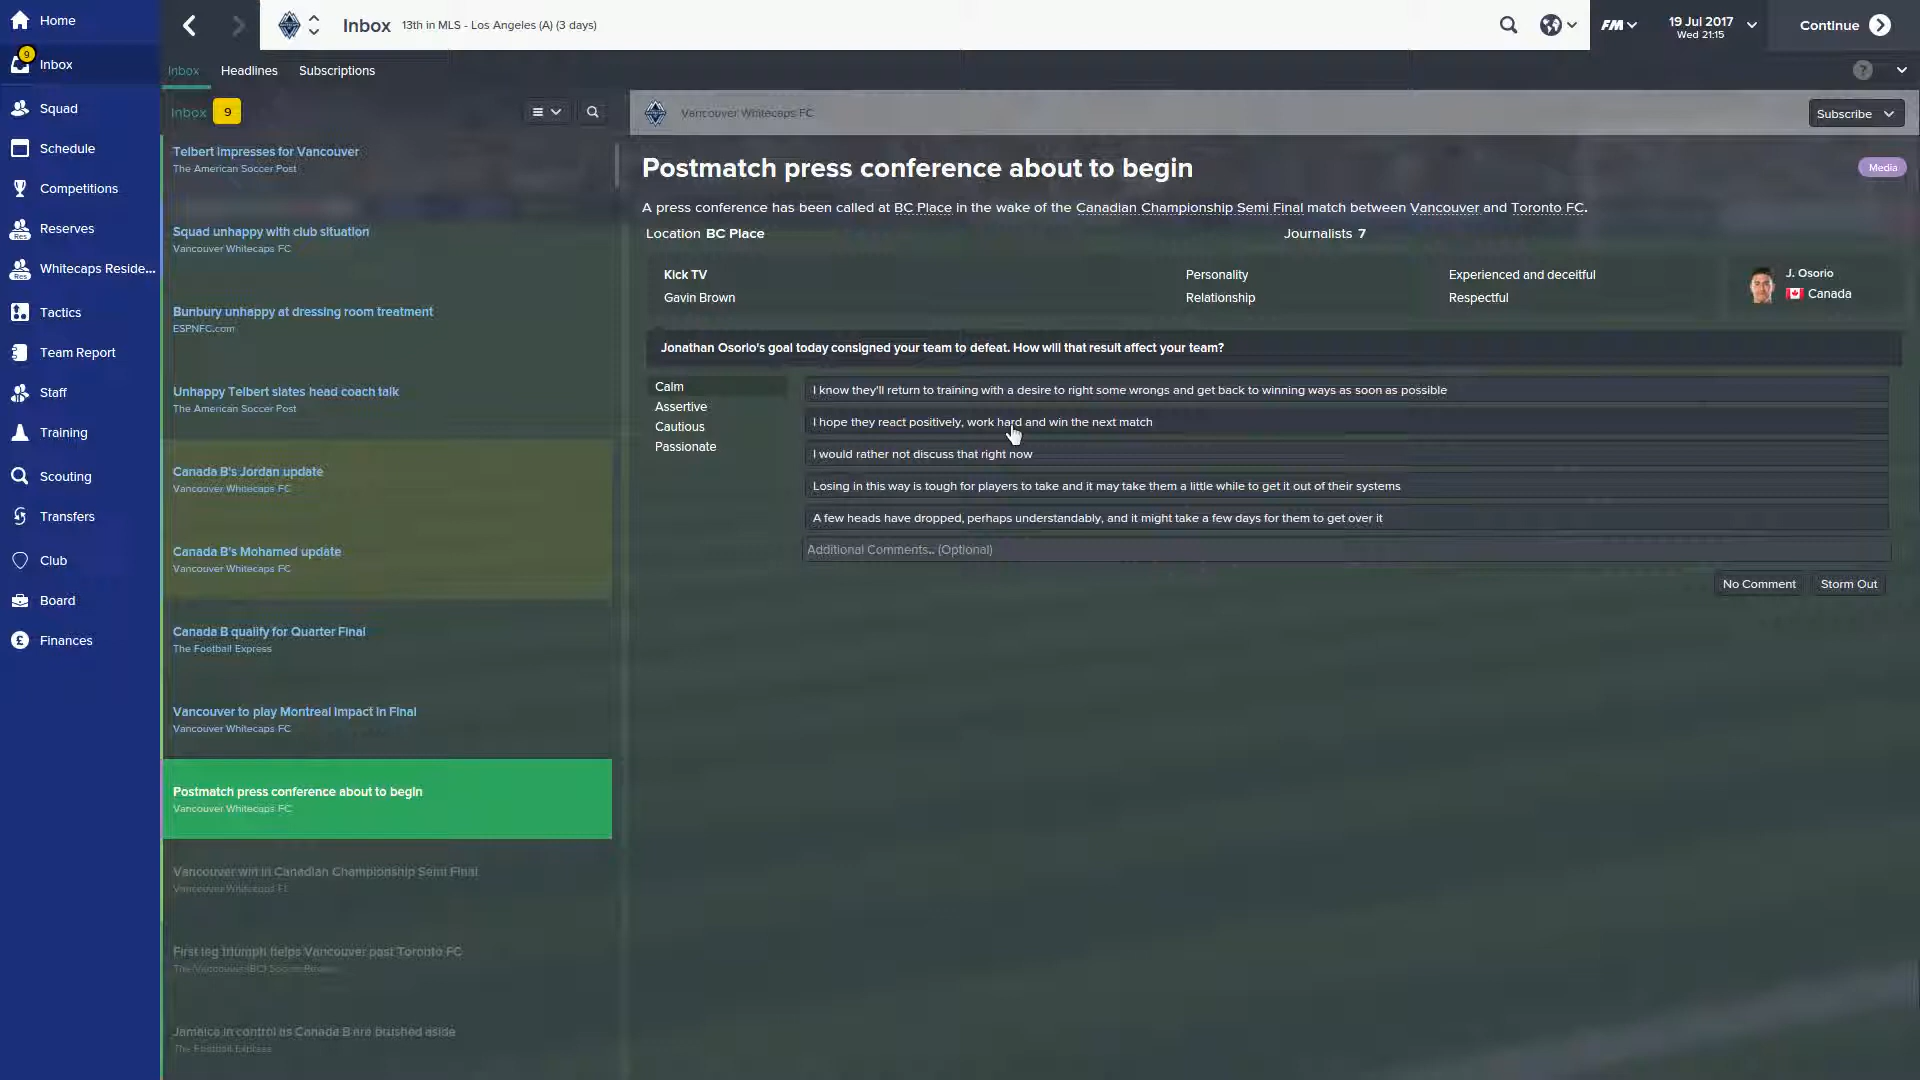 Home
9
Inbox
Squad
Schedule
Competitions
Res
Reserves
Res
Whitecaps Reside...
Tactics
Team Report
Staff
Training
Scouting
Transfers
Club
Board
£
Finances
Inbox
13th in MLS - Los Angeles (A) (3 days)
FM
19 Jul 2017
Wed 21:15
Continue
Inbox
Headlines
Subscriptions
?
Inbox
9
Telbert impresses for Vancouver
The American Soccer Post
Squad unhappy with club situation
Vancouver Whitecaps FC
Bunbury unhappy at dressing room treatment
ESPNFC.com
Unhappy Telbert slates head coach talk
The American Soccer Post
Canada B's Jordan update
Vancouver Whitecaps FC
Canada B's Mohamed update
Vancouver Whitecaps FC
Canada B qualify for Quarter Final
The Football Express
Vancouver to play Montreal Impact in Final
Vancouver Whitecaps FC
Postmatch press conference about to begin
Vancouver Whitecaps FC
Vancouver win in Canadian Championship Semi Final
Vancouver Whitecaps FC
First leg triumph helps Vancouver past Toronto FC
The Vancouver (BC) Soccer
Jamaica in control as Canada B are brushed aside
The Football Express
Vancouver Whitecaps FC
Subscribe
Postmatch press conference about to begin
Media
A press conference has been called at BC Place in the wake of the Canadian Championship Semi Final match between Vancouver and Toronto FC.
Location BC Place
Journalists 7
Kick TV
Personality
Experienced and deceitful
J. Osorio
Gavin Brown
Relationship
Respectful
Canada
Jonathan Osorio's goal today consigned your team to defeat. How will that result affect your team?
Calm
Assertive
Cautious
Passionate
I know they'll return to training with a desire to right some wrongs and get back to winning ways as soon as possible
I hope they react positively, work hard and win the next match
I would rather not discuss that right now
Losing in this way is tough for players to take and it may take them a little while to get it out of their systems
A few heads have dropped, perhaps understandably, and it might take a few days for them to get over it
Additional Comments... (Optional)
No Comment
Storm Out